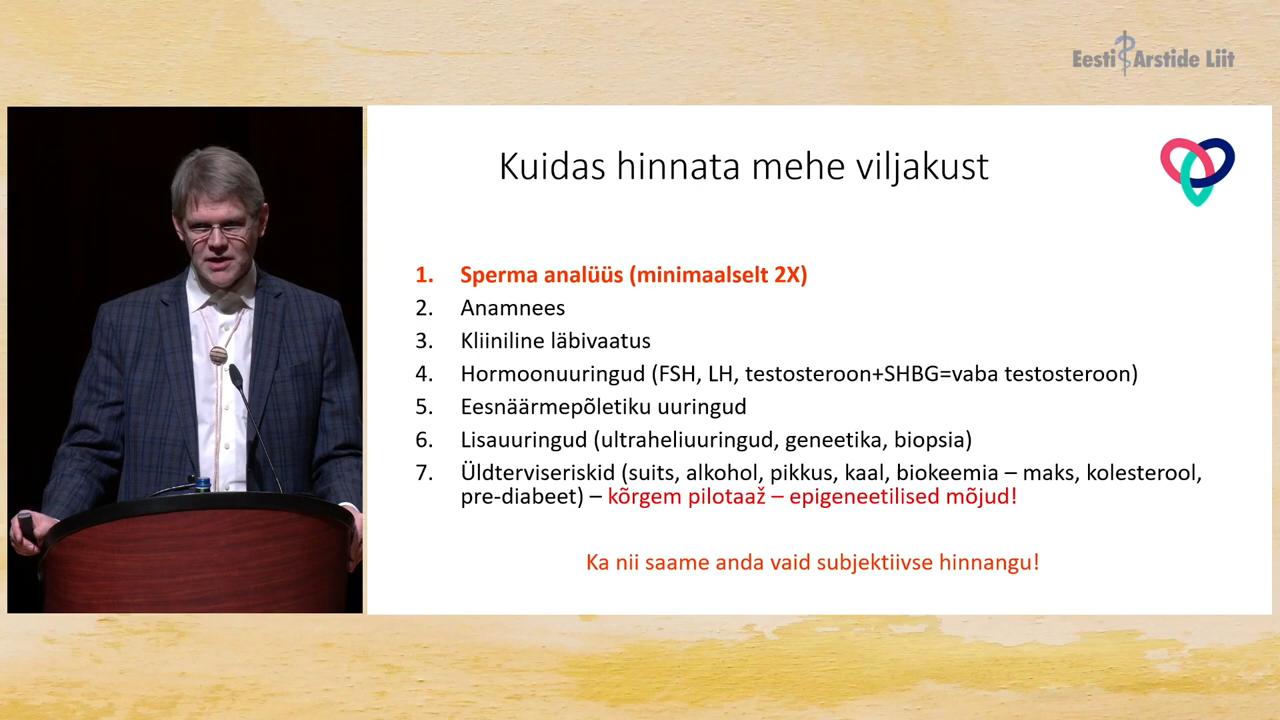 Eesti Arstide Liit
Kuidas hinnata mehe viljakust
1. Sperma analüüs (minimaalselt 2X)
2. Anamnees
3. Kliiniline läbivaatus
4. Hormoonuuringud (FSH, LH, testosteroon+SHBG=vaba testosteroon)
5. Eesnäärmepõletiku uuringud
6. Lisauuringud (ultraheliuuringud, geneetika, biopsia)
7. Üldterviseriskid (suits, alkohol, pikkus, kaal, biokeemia – maks, kolesterool,
pre-diabeet) – kõrgem pilotaaž – epigeneetilised mõjud!
Ka nii saame anda vaid subjektiivse hinnangu!